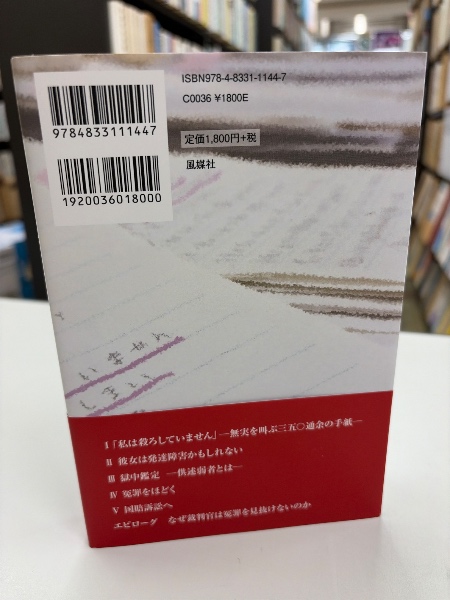 ISBN978-4-8331-1144-7
C0036 ¥1800E
定価1,800円+税
風媒社
9784833111447
1920036018000
いません
しまい
Ⅰ「私は殺ろしていません」―無実を叫ぶ三五〇通余の手紙―
Ⅱ 彼女は発達障害かもしれない
Ⅲ 獄中鑑定 ―供述弱者とは―
Ⅳ 冤罪をほどく
Ⅴ 国賠訴訟へ
エピローグ なぜ裁判官は冤罪を見抜けないのか